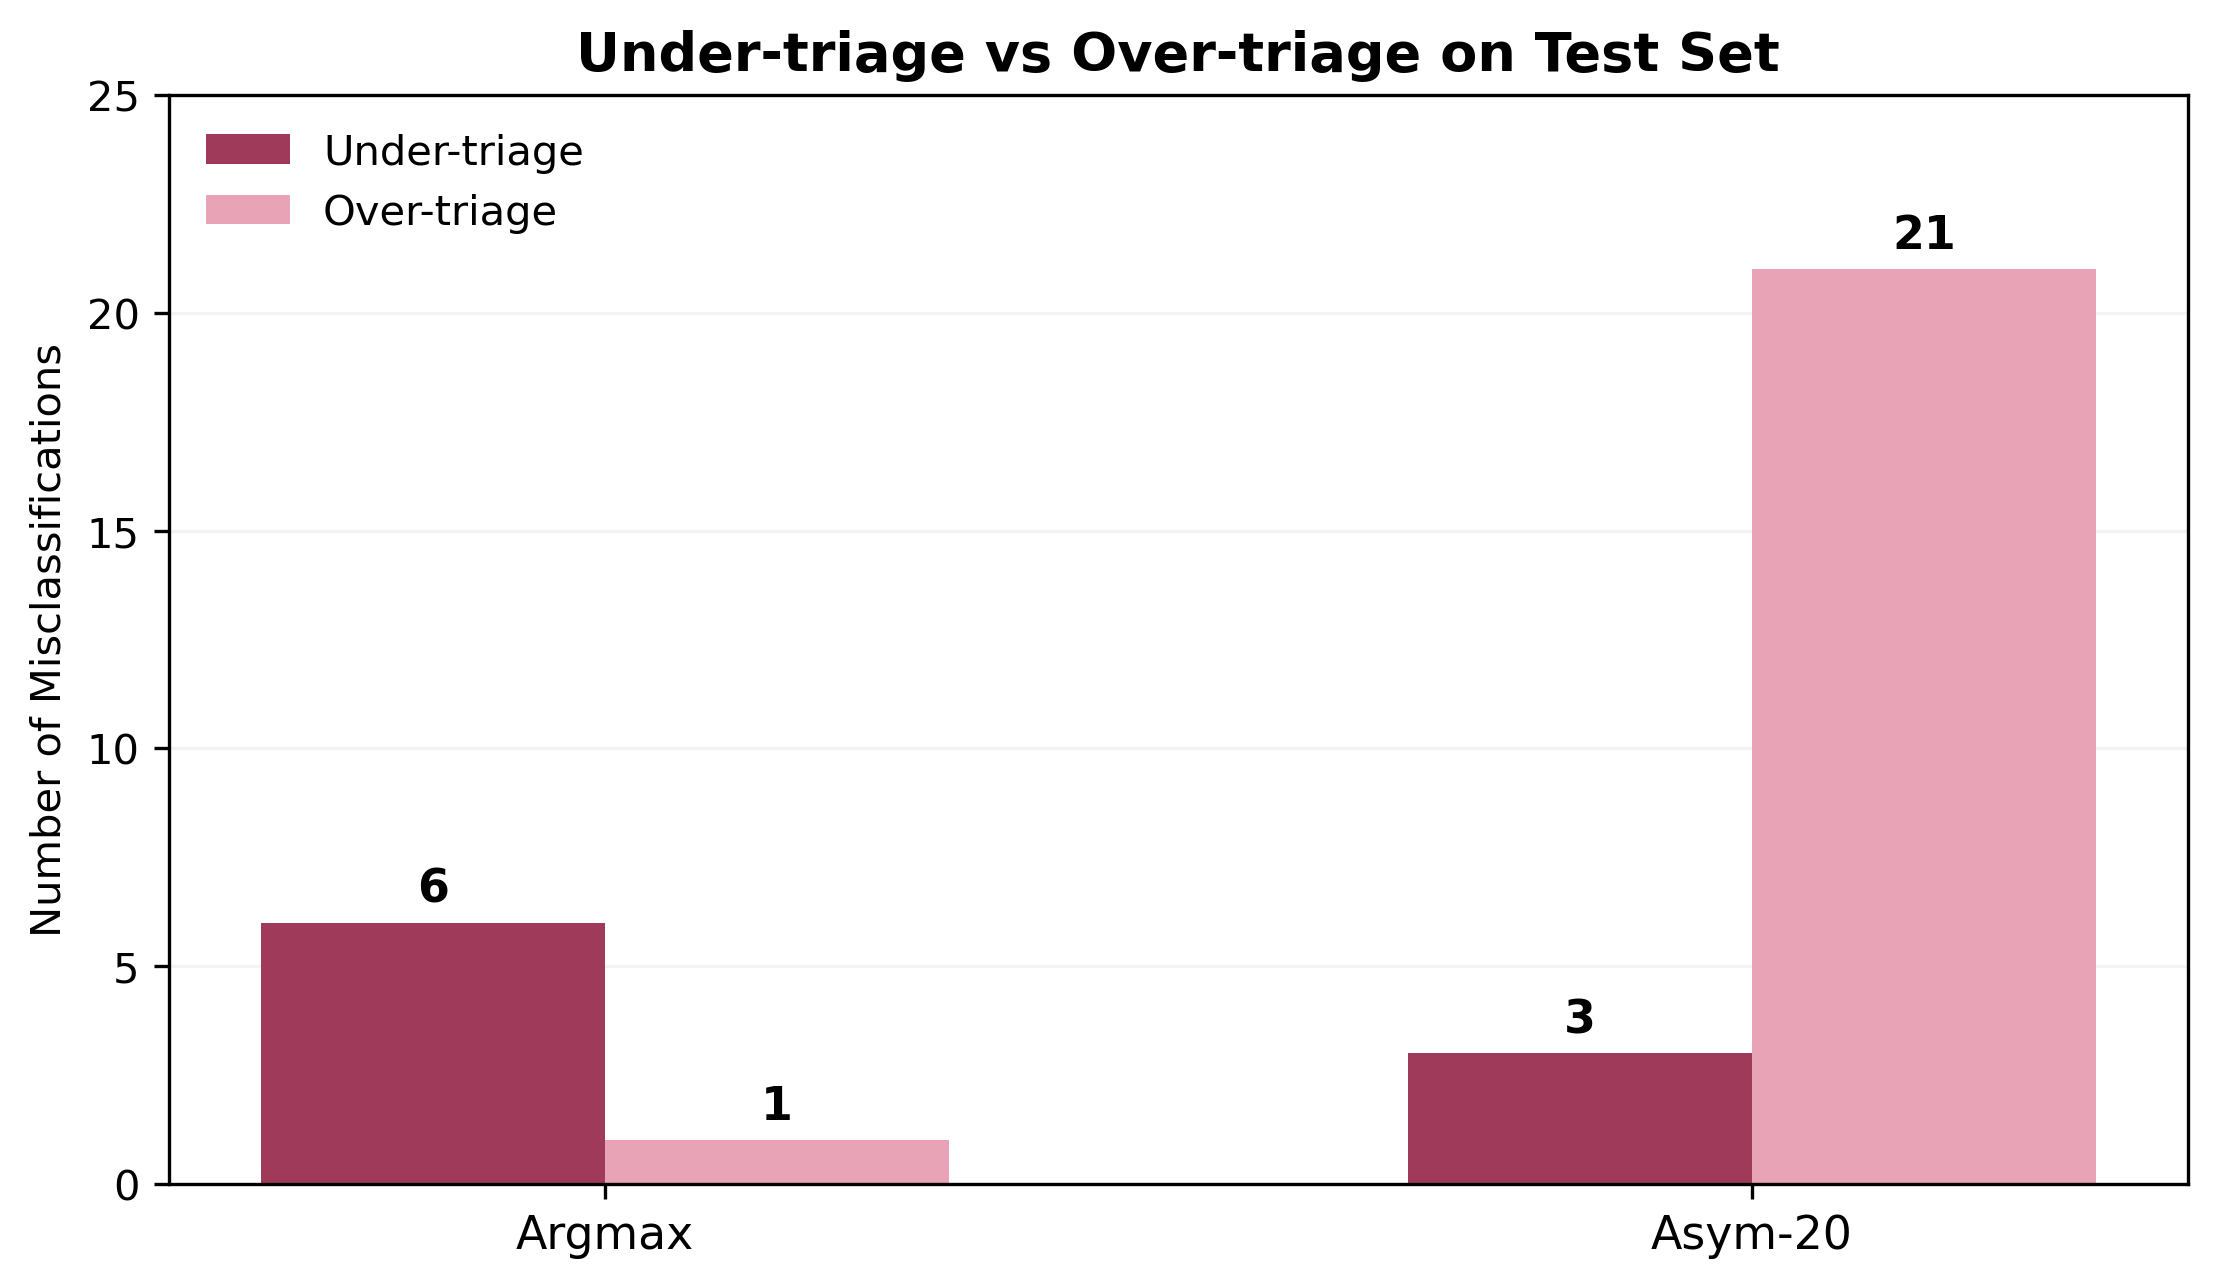 Under-triage vs Over-triage on Test Set
Number of Misclassifications
25
20
15
10
5
0
Under-triage
Over-triage
6
1
3
21
Argmax
Asym-20